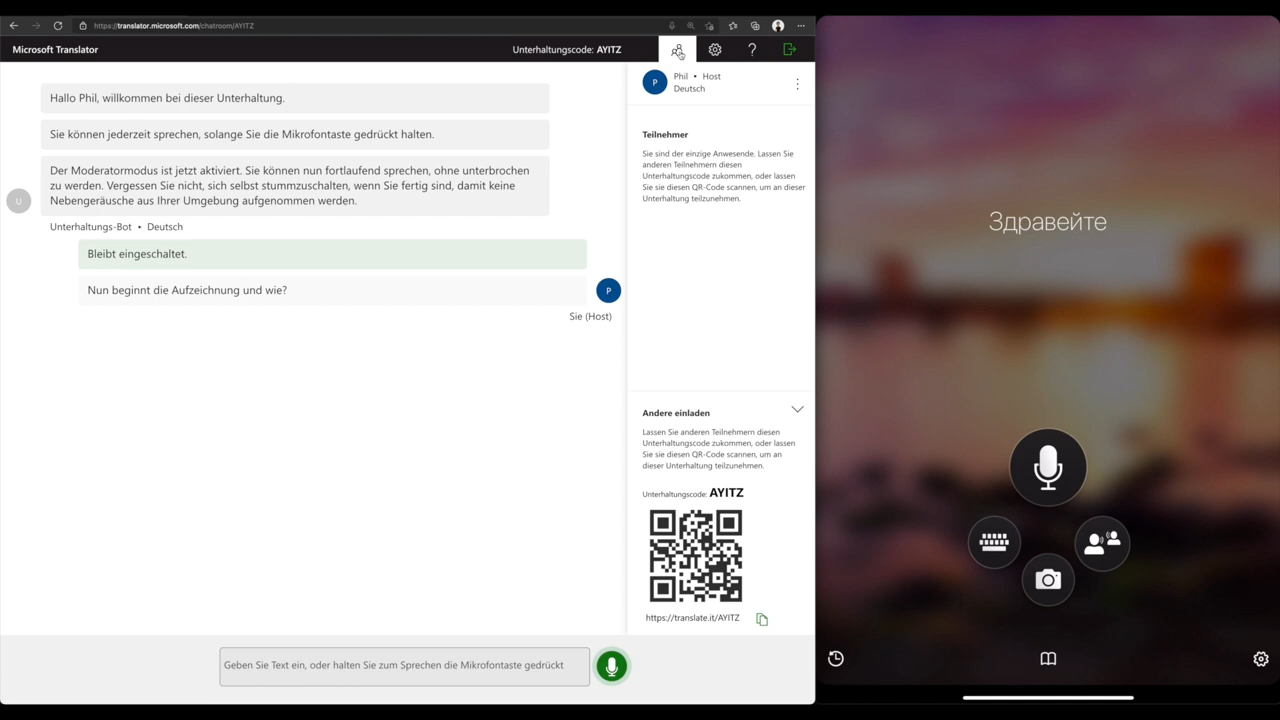 https://translator.microsoft.com/chatroom/AYITZ
Microsoft Translator
Unterhaltungscode: AYITZ
?
Hallo Phil, willkommen bei dieser Unterhaltung.
Sie können jederzeit sprechen, solange Sie die Mikrofontaste gedrückt halten.
Der Moderatormodus ist jetzt aktiviert. Sie können nun fortlaufend sprechen, ohne unterbrochen
zu werden. Vergessen Sie nicht, sich selbst stummzuschalten, wenn Sie fertig sind, damit keine
Nebengeräusche aus Ihrer Umgebung aufgenommen werden.
U
Unterhaltungs-Bot • Deutsch
Bleibt eingeschaltet.
Nun beginnt die Aufzeichnung und wie?
P
Sie (Host)
P
Phil • Host
Deutsch
Teilnehmer
Sie sind der einzige Anwesende. Lassen Sie
anderen Teilnehmern diesen
Unterhaltungscode zukommen, oder lassen
Sie sie diesen QR-Code scannen, um an dieser
Unterhaltung teilzunehmen.
Andere einladen
Lassen Sie anderen Teilnehmern diesen
Unterhaltungscode zukommen, oder lassen
Sie sie diesen QR-Code scannen, um an
dieser Unterhaltung teilzunehmen.
Unterhaltungscode: AYITZ
https://translate.it/AYITZ
Geben Sie Text ein, oder halten Sie zum Sprechen die Mikrofontaste gedrückt
Здравейте